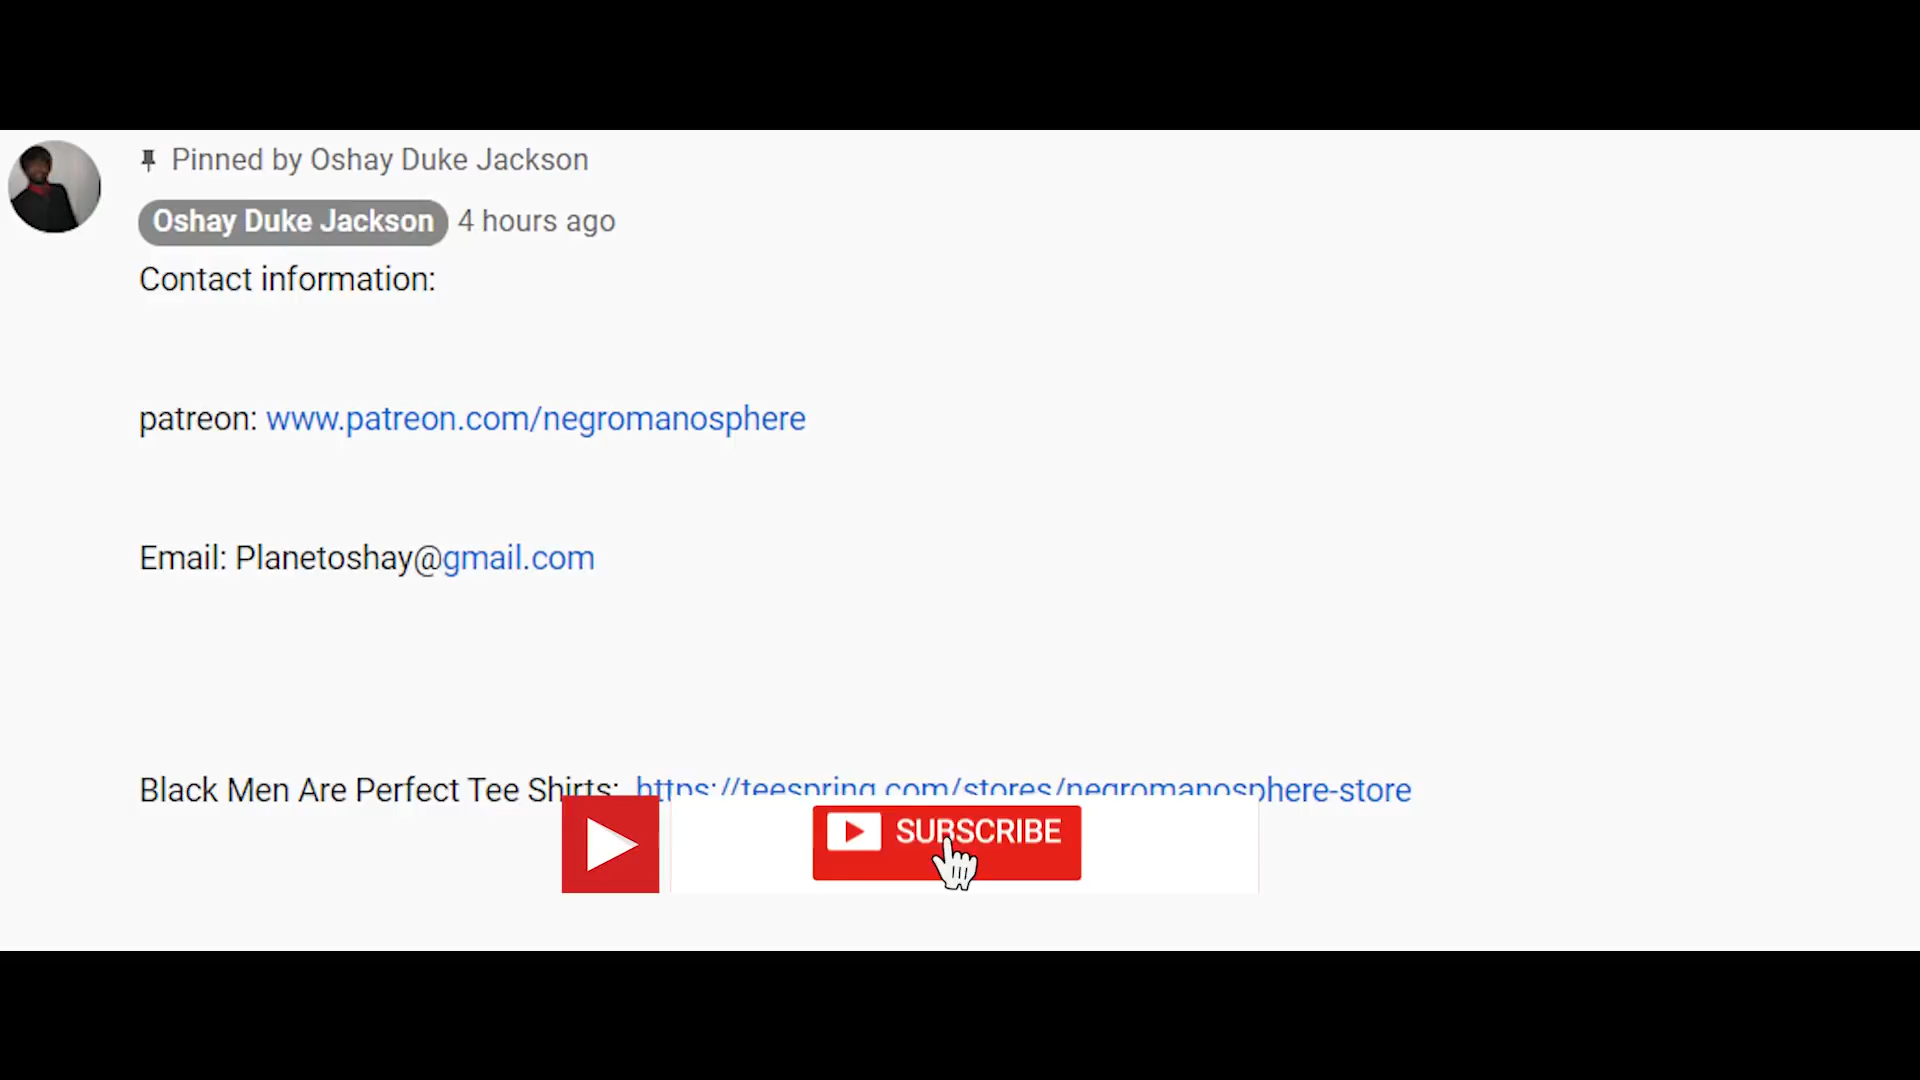 Pinned by Oshay Duke Jackson
Oshay Duke Jackson 4 hours ago
Contact information:
patreon: www.patreon.com/negromanosphere
Email: Planetoshay@gmail.com
Black Men Are Perfect Tee Shirts: https://teespring.com/stores/negromanosphere-store
SUBSCRIBE